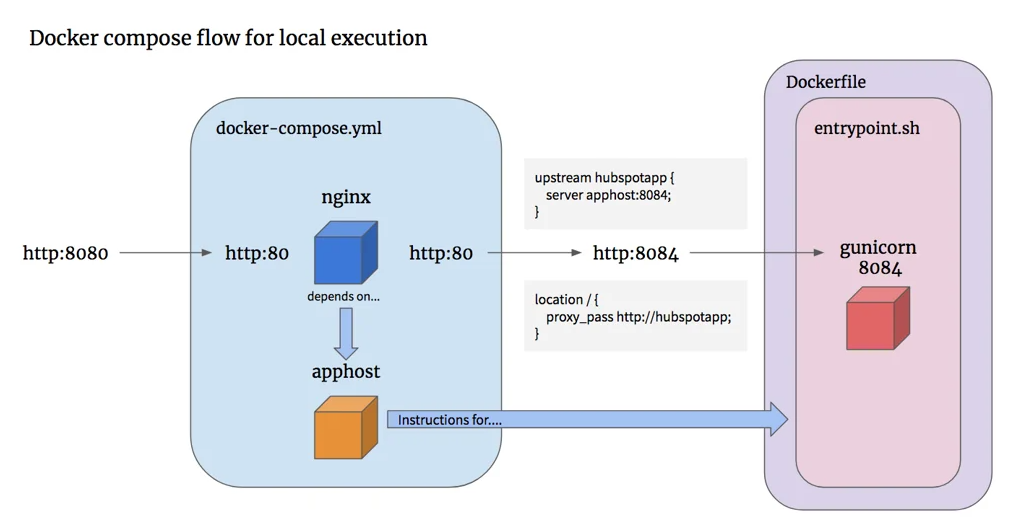 Docker compose flow for local execution
Dockerfile
docker-compose.yml
entrypoint.sh
upstream hubspotapp {
server apphost:8084;
}
nginx
http:8080
http:80
http:80
http:8084
gunicorn
8084
depends on...
location / {
proxy_pass http://hubspotapp;
}
apphost
Instructions for....